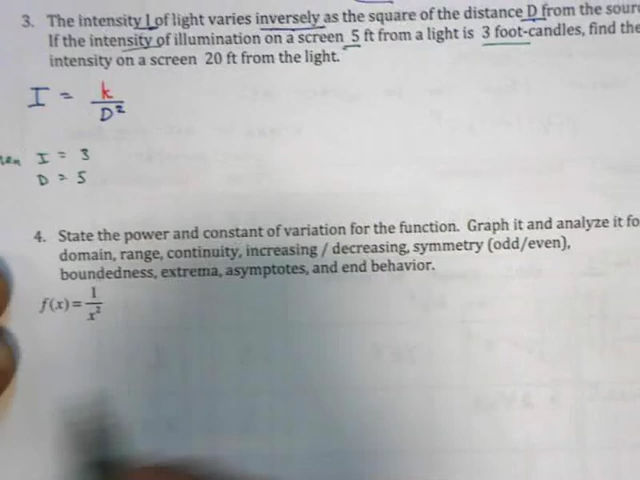 3. The intensity I of light varies inversely as the square of the distance D from the
If the intensity of illumination on a screen 5 ft from a light is 3 foot-candles, find the
intensity on a screen 20 ft from the light.
I = k/D²
I = 3
D = 5
4. State the power and constant of variation for the function. Graph it and analyze it
domain, range, continuity, increasing / decreasing, symmetry (odd/even),
boundedness, extrema, asymptotes, and end behavior.
f(x)=1/x²